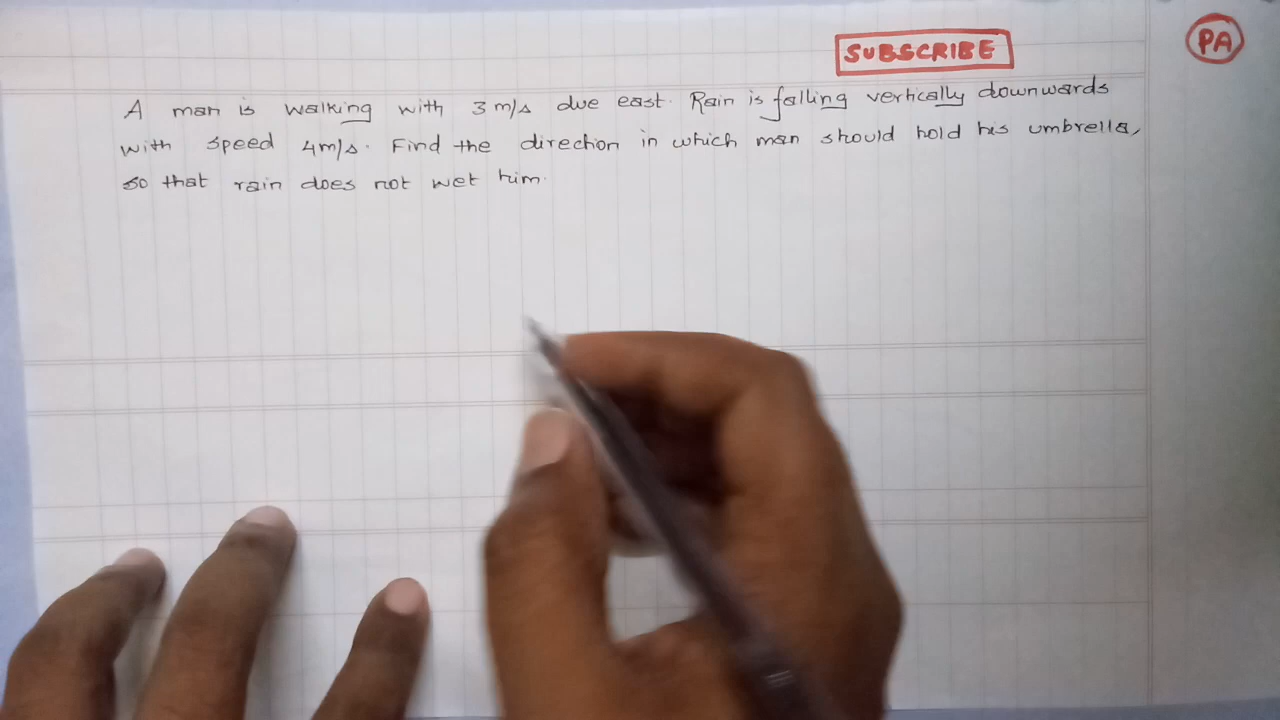 SUBSCRIBE
PA
A man is walking with 3 m/s due east. Rain is falling vertically downwards
with speed 4m/s. Find the direction in which man should hold his umbrella,
so that rain does not wet him.